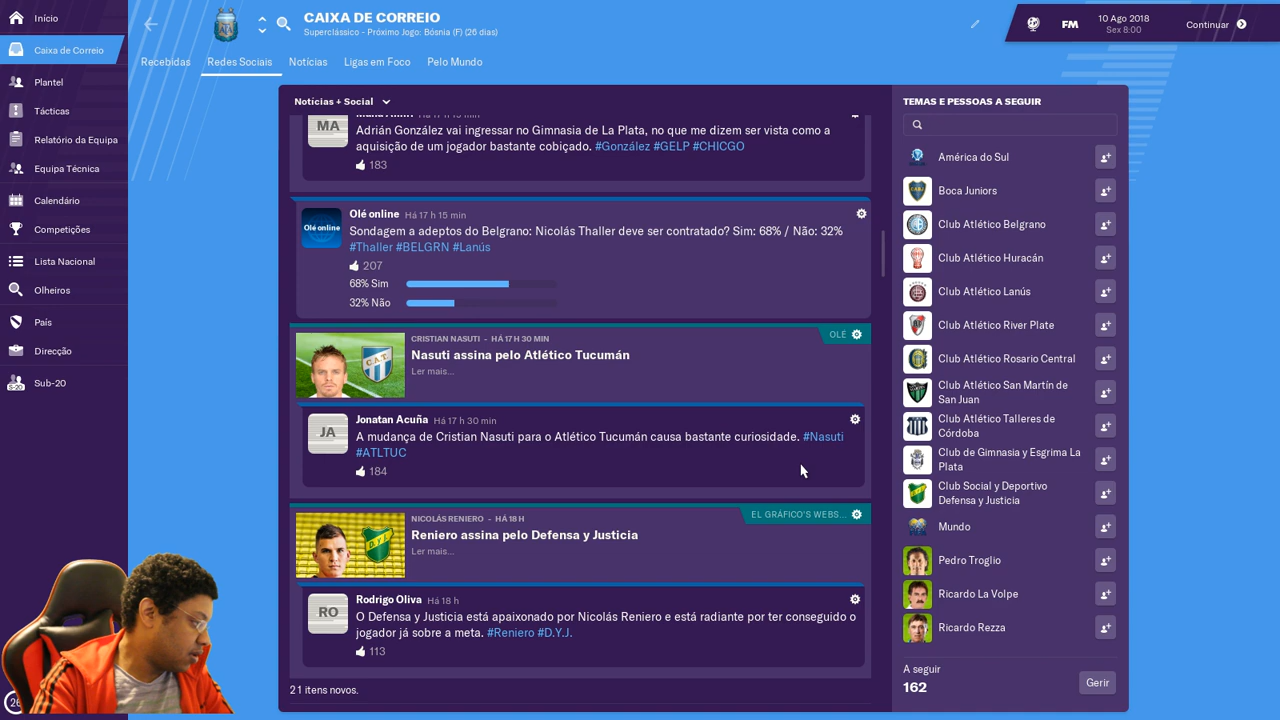 Início
CAIXA DE CORREIO
Superclássico - Próximo Jogo: Bósnia (F) (26 dias)
FM
10 Ago 2018
Sex 8:00
Continuar
Caixa de Correio
Plantel
Tácticas
Relatório da Equipa
Equipa Técnica
Calendário
Competições
Lista Nacional
Olheiros
País
Direcção
Sub-20
Recebidas
Redes Sociais
Notícias
Ligas em Foco
Pelo Mundo
Notícias + Social
MA
Adrián González vai ingressar no Gimnasia de La Plata, no que me dizem ser vista como a
aquisição de um jogador bastante cobiçado. #González #GELP #CHICGO
183
Olé online
Olé online Há 17 h 15 min
Sondagem a adeptos do Belgrano: Nicolás Thaller deve ser contratado? Sim: 68% / Não: 32%
#Thaller #BELGRN #Lanús
207
68% Sim
32% Não
OLÉ
CRISTIAN NASUTI - HÁ 17 H 30 MIN
Nasuti assina pelo Atlético Tucumán
Ler mais...
JA
Jonatan Acuña Há 17 h 30 min
A mudança de Cristian Nasuti para o Atlético Tucumán causa bastante curiosidade. #Nasuti
#ATLTUC
184
EL GRÁFICO'S WEBS...
NICOLÁS RENIERO - HÁ 18 H
Reniero assina pelo Defensa y Justicia
Ler mais...
RO
Rodrigo Oliva Há 18 h
O Defensa y Justicia está apaixonado por Nicolás Reniero e está radiante por ter conseguido o
jogador já sobre a meta. #Reniero #D.Y.J.
113
21 itens novos.
TEMAS E PESSOAS A SEGUIR
América do Sul
Boca Juniors
Club Atlético Belgrano
Club Atlético Huracán
Club Atlético Lanús
Club Atlético River Plate
Club Atlético Rosario Central
Club Atlético San Martín de
San Juan
Club Atlético Talleres de
Córdoba
Club de Gimnasia y Esgrima La
Plata
Club Social y Deportivo
Defensa y Justicia
Mundo
Pedro Troglio
Ricardo La Volpe
Ricardo Rezza
A seguir
162
Gerir